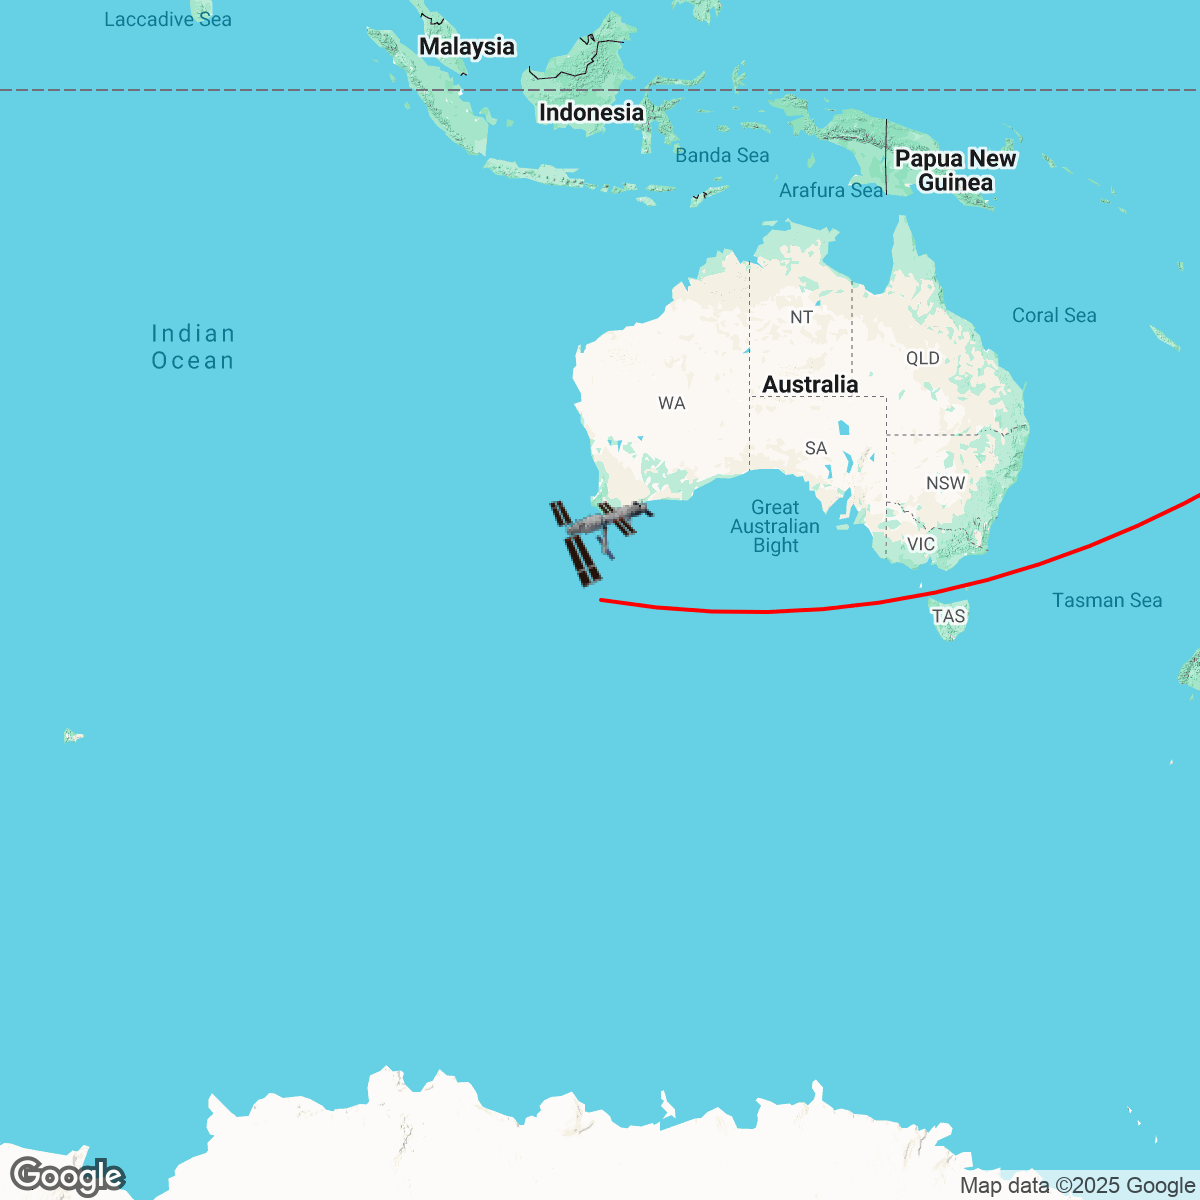 Laccadive Sea
Malaysia
Indonesia
Banda Sea
Papua New
Guinea
Arafura Sea
Indian
Ocean
NT
Coral Sea
QLD
Australia
WA
SA
NSW
Great
Australian
Bight
VIC
Tasman Sea
TAS
Google
Map data ©2025 Google